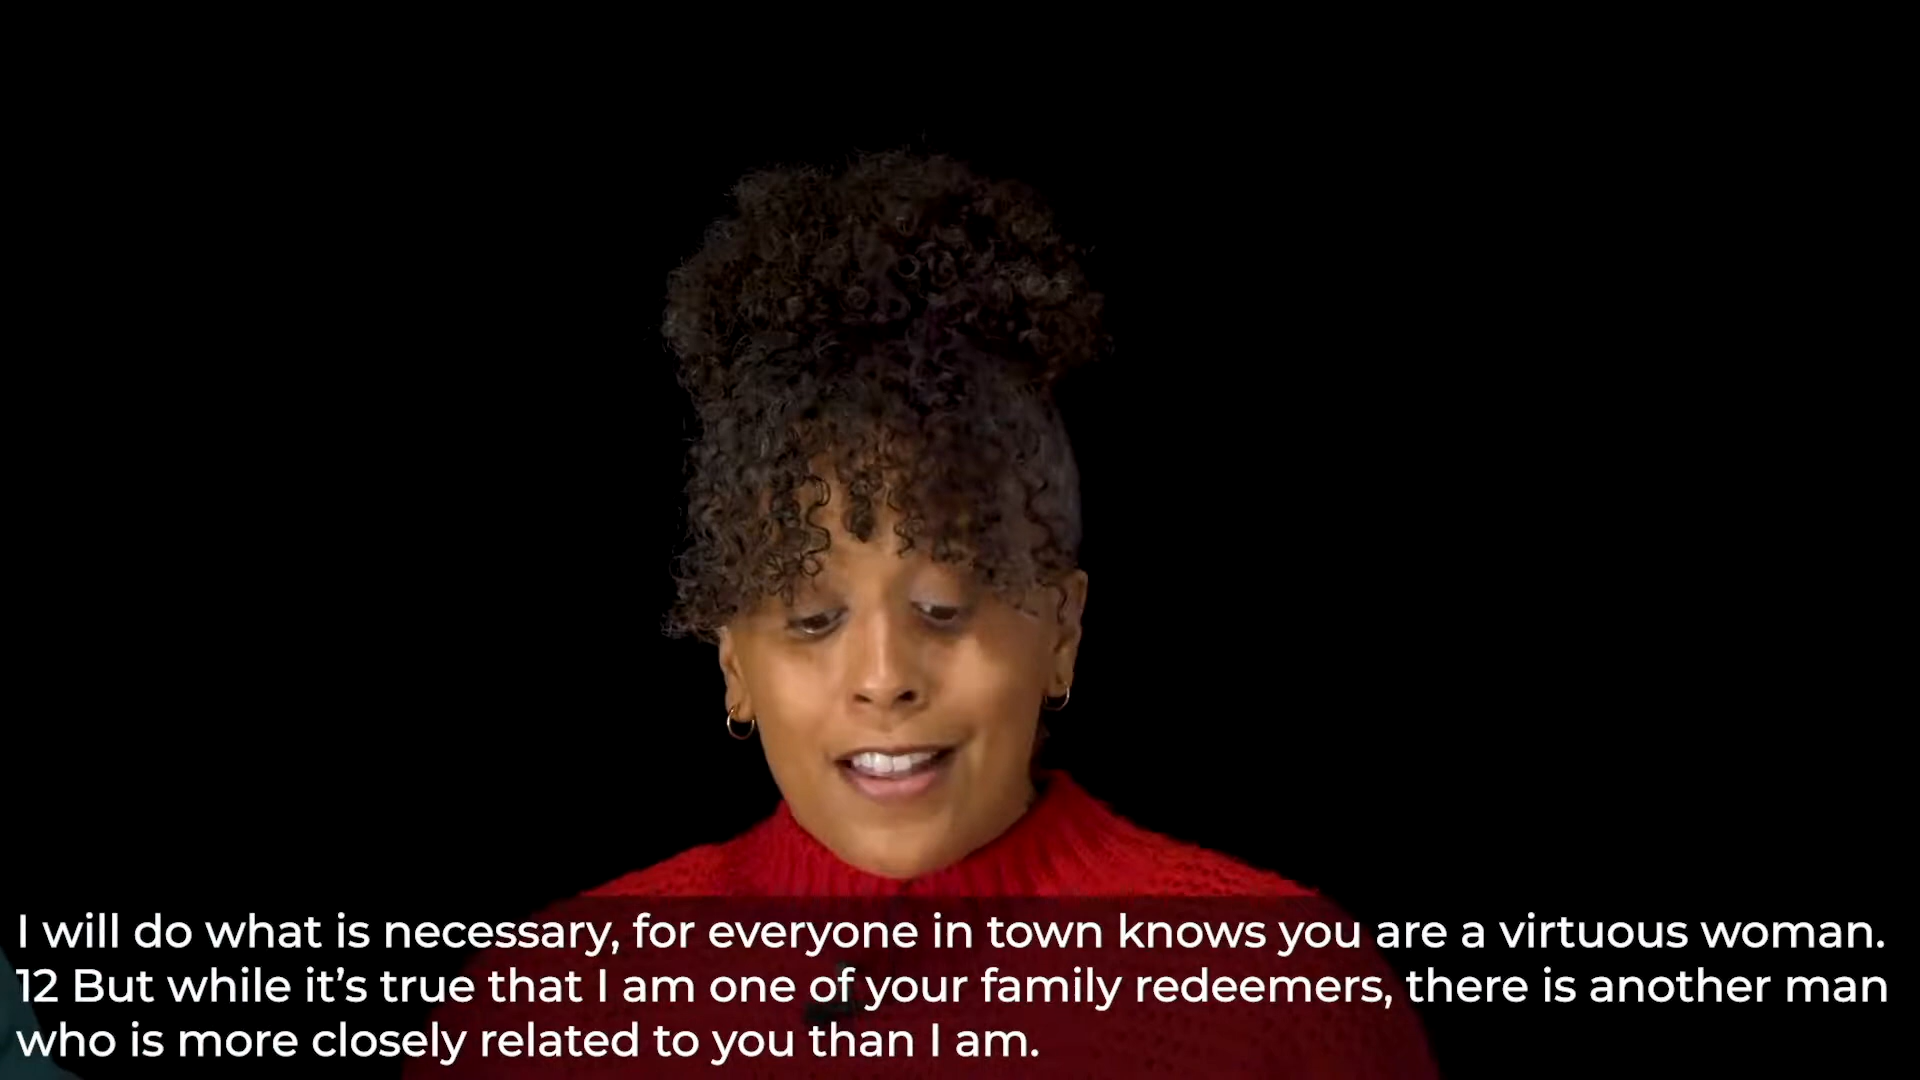 I will do what is necessary, for everyone in town knows you are a virtuous woman.
12 But while it’s true that I am one of your family redeemers, there is another man
who is more closely related to you than I am.